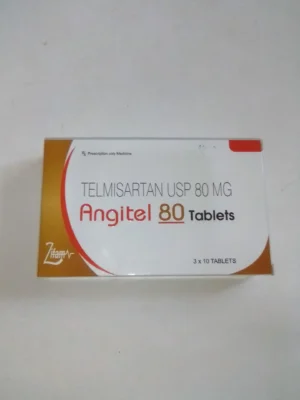 Rx Prescription only Medicine
TELMISARTAN USP 80 MG
Angitel 80 Tablets
3 x 10 TABLETS